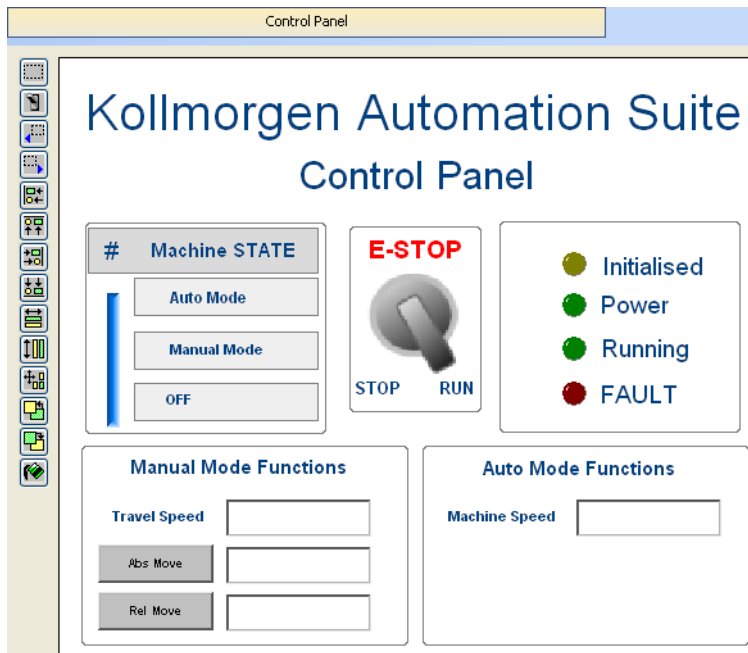 Control Panel
Kollmorgen Automation Suite
Control Panel
# Machine STATE
Auto Mode
Manual Mode
OFF
E-STOP
STOP RUN
Initialised
Power
Running
FAULT
Manual Mode Functions
Travel Speed
Abs Move
Rel Move
Auto Mode Functions
Machine Speed